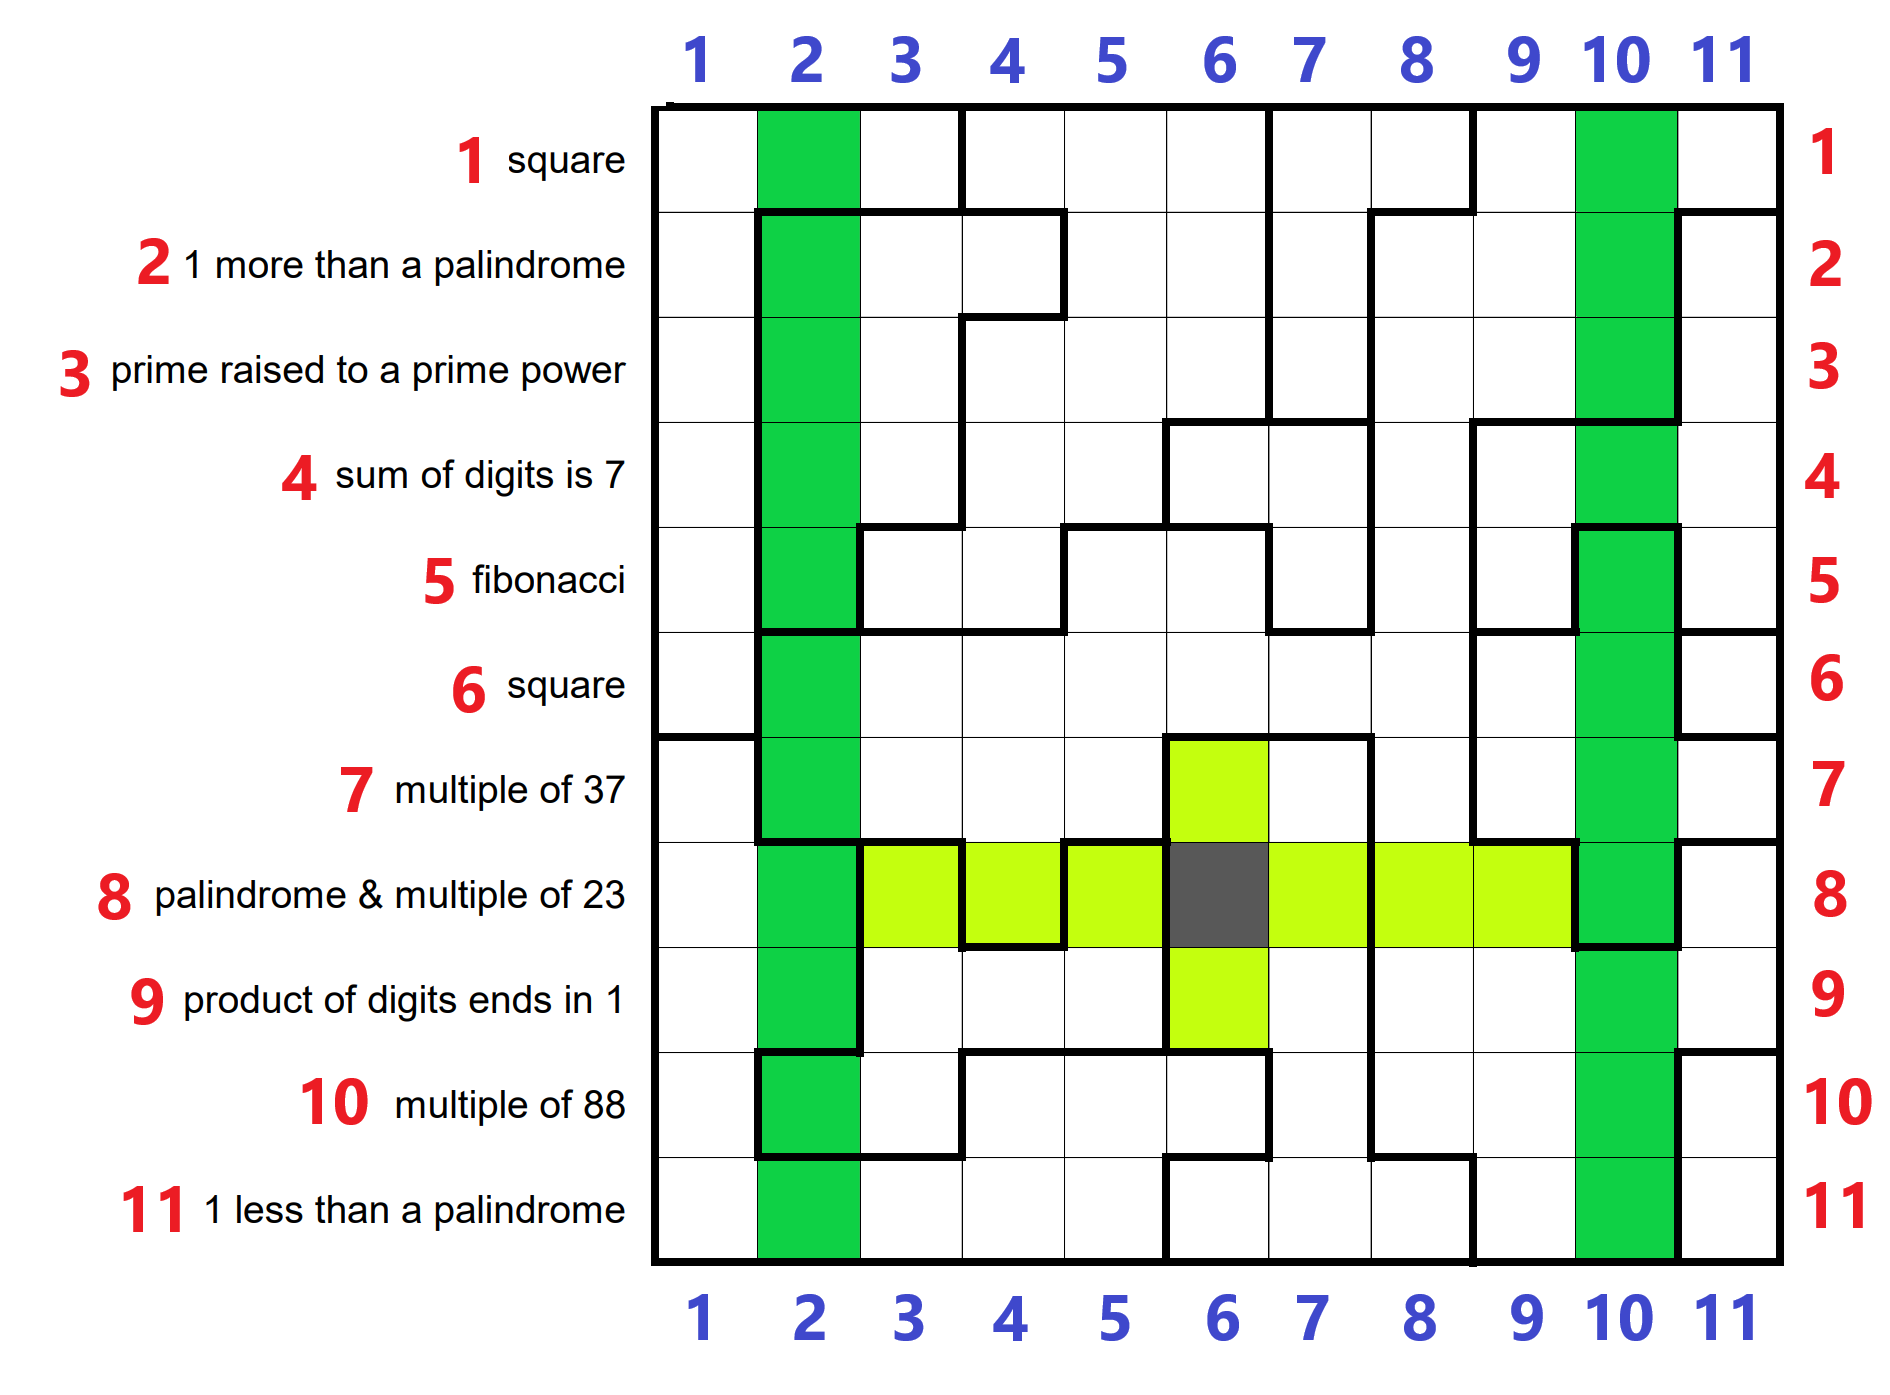 1 2 3 4 5 6 7 8 9 10 11
1 square 1
2 1 more than a palindrome 2
3 prime raised to a prime power 3
4 sum of digits is 7 4
5 fibonacci 5
6 square 6
7 multiple of 37 7
8 palindrome & multiple of 23 8
9 product of digits ends in 1 9
10 multiple of 88 10
11 1 less than a palindrome 11
1 2 3 4 5 6 7 8 9 10 11